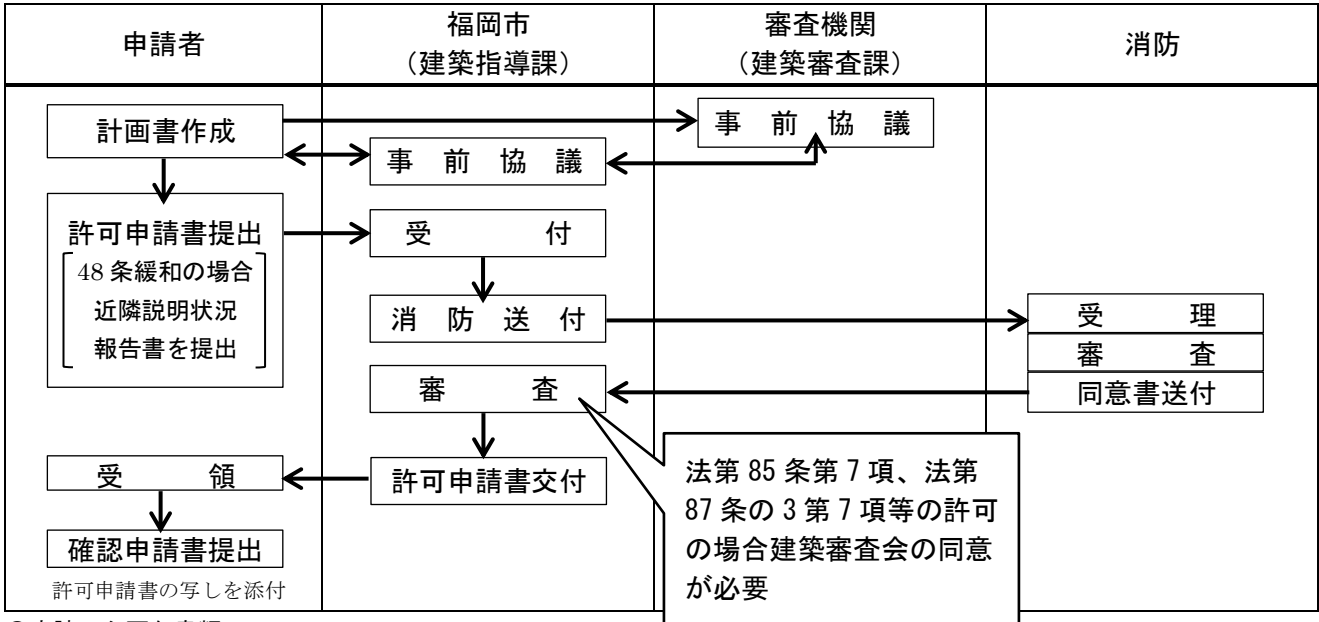 申請者
福岡市
（建築指導課）
審査機関
（建築審査課）
消防
計画書作成
事前協議
事前協議
許可申請書提出
48条緩和の場合
近隣説明状況
報告書を提出
受付
消防送付
受理
審査
同意書送付
審査
許可申請書交付
受領
確認申請書提出
許可申請書の写しを添付
法第85条第7項、法第
87条の3第7項等の許可
の場合建築審査会の同意
が必要